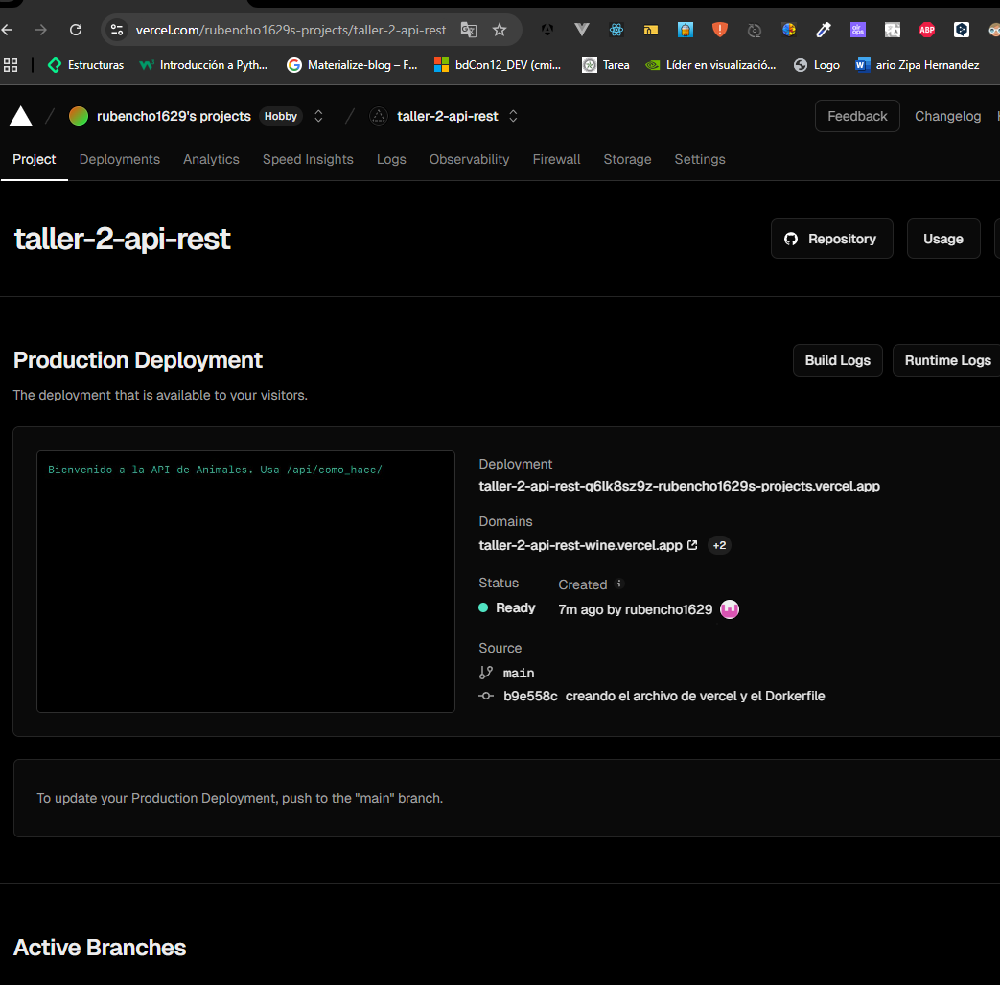 vercel.com/rubencho1629s-projects/taller-2-api-rest
Estructuras Introducción a Pyth... Materialize-blog – F... bdCon12_DEV (cmi... Tarea Líder en visualizació... Logo ario Zipa Hernandez
rubencho1629's projects Hobby / taller-2-api-rest Feedback Changelog
Project Deployments Analytics Speed Insights Logs Observability Firewall Storage Settings
taller-2-api-rest
Repository Usage
Production Deployment
Build Logs Runtime Logs
The deployment that is available to your visitors.
Bienvenido a la API de Animales. Usa /api/como_hace/
Deployment
taller-2-api-rest-q6lk8sz9z-rubencho1629s-projects.vercel.app
Domains
taller-2-api-rest-wine.vercel.app +2
Status Created
Ready 7m ago by rubencho1629
Source
main
b9e558c creando el archivo de vercel y el Dorkerfile
To update your Production Deployment, push to the "main" branch.
Active Branches